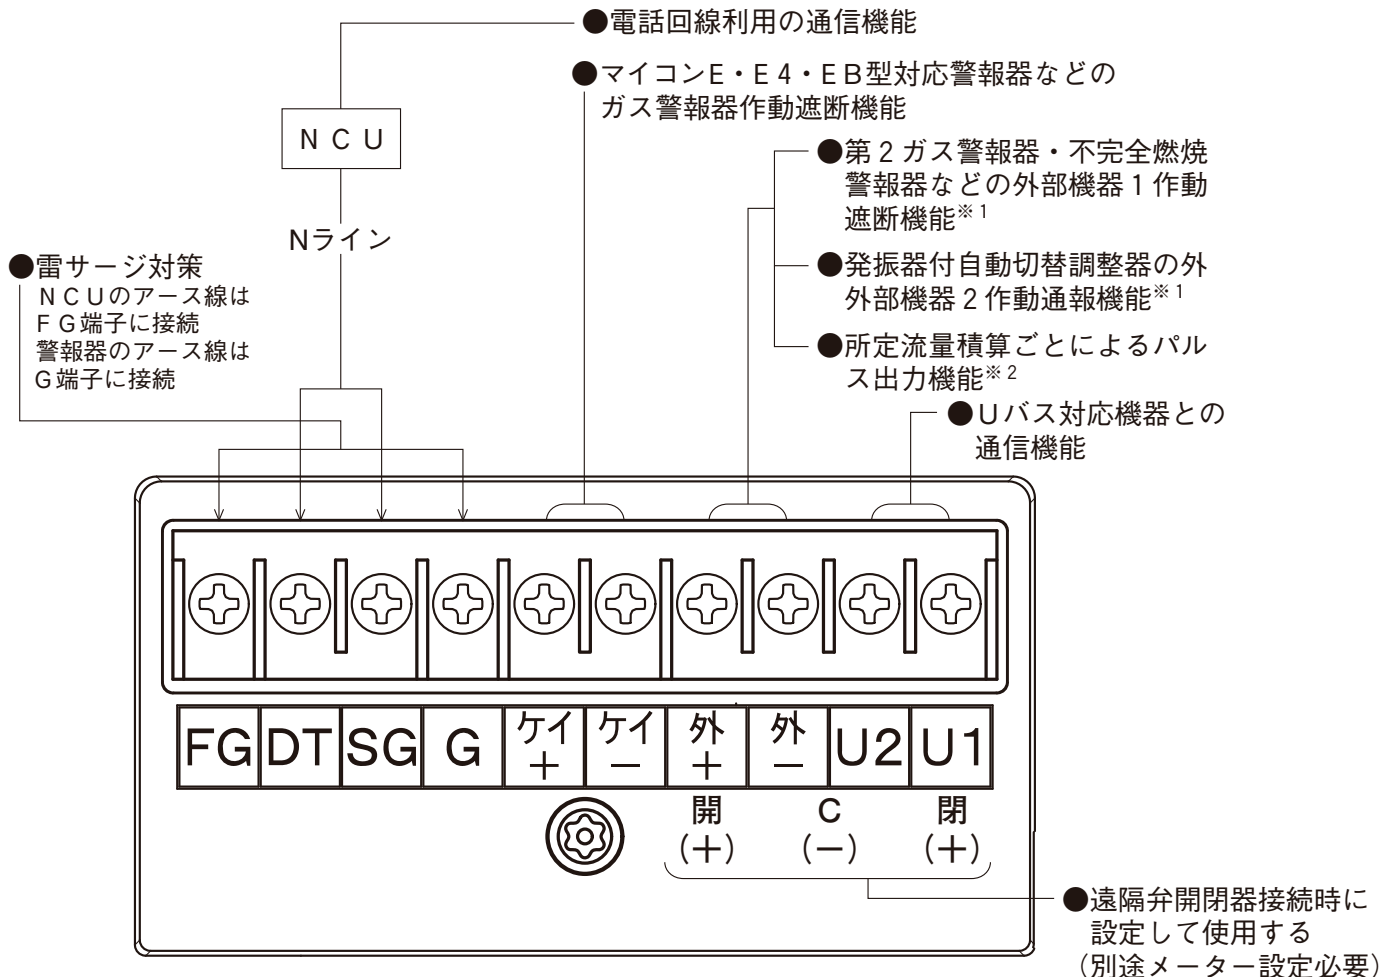 ●電話回線利用の通信機能
●マイコンE・E4・EB型対応警報器などの
ガス警報器作動遮断機能
NCU
●第2ガス警報器・不完全燃焼
警報器などの外部機器1作動
遮断機能※1
Nライン
●雷サージ対策
NCUのアース線は
FG端子に接続
警報器のアース線は
G端子に接続
●発振器付自動切替調整器の外
外部機器2作動通報機能※1
●所定流量積算ごとによるパル
ス出力機能※2
●Uバス対応機器との
通信機能
FG DT SG G ケイ+ ケイ− 外+ 外− U2 U1
開 C 閉
(+) (−) (+)
●遠隔弁開閉器接続時に
設定して使用する
(別途メーター設定必要)